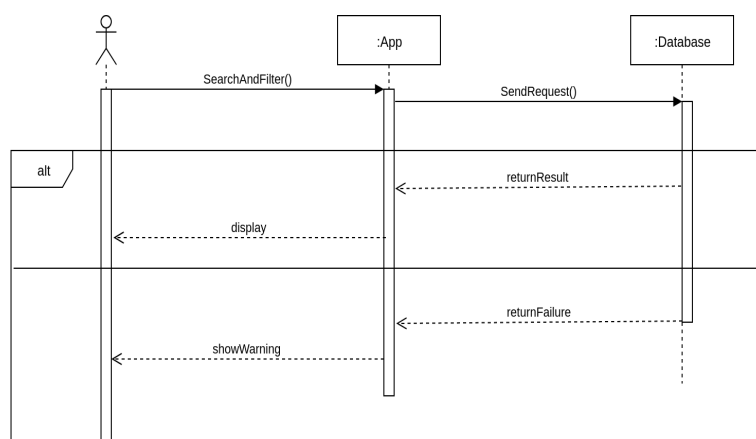 :App
:Database
SearchAndFilter()
SendRequest()
alt
returnResult
display
returnFailure
showWarning